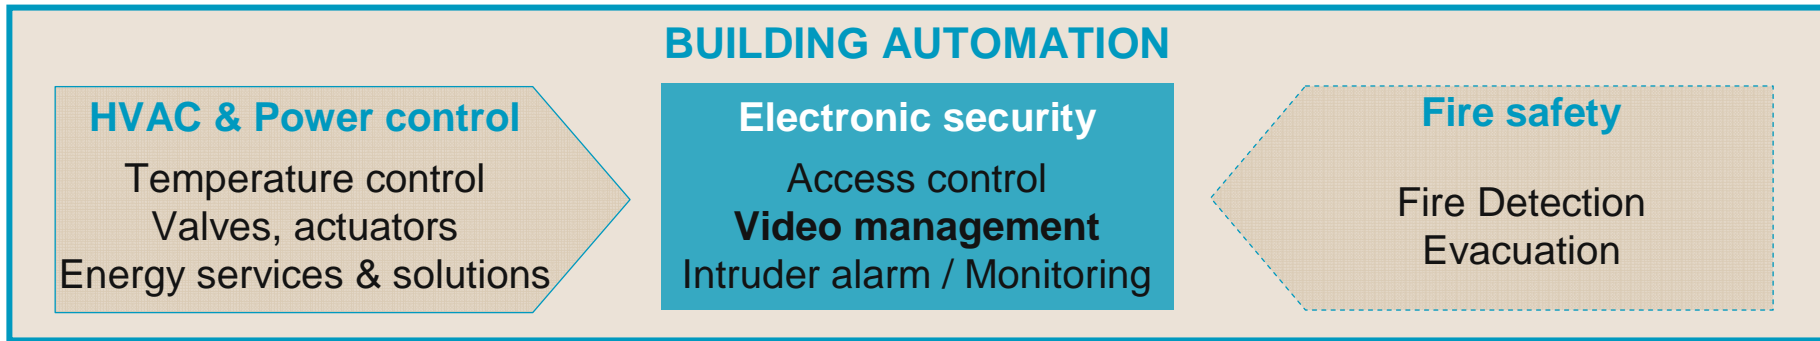 BUILDING AUTOMATION
HVAC & Power control
Temperature control
Valves, actuators
Energy services & solutions
Electronic security
Access control
Video management
Intruder alarm / Monitoring
Fire safety
Fire Detection
Evacuation